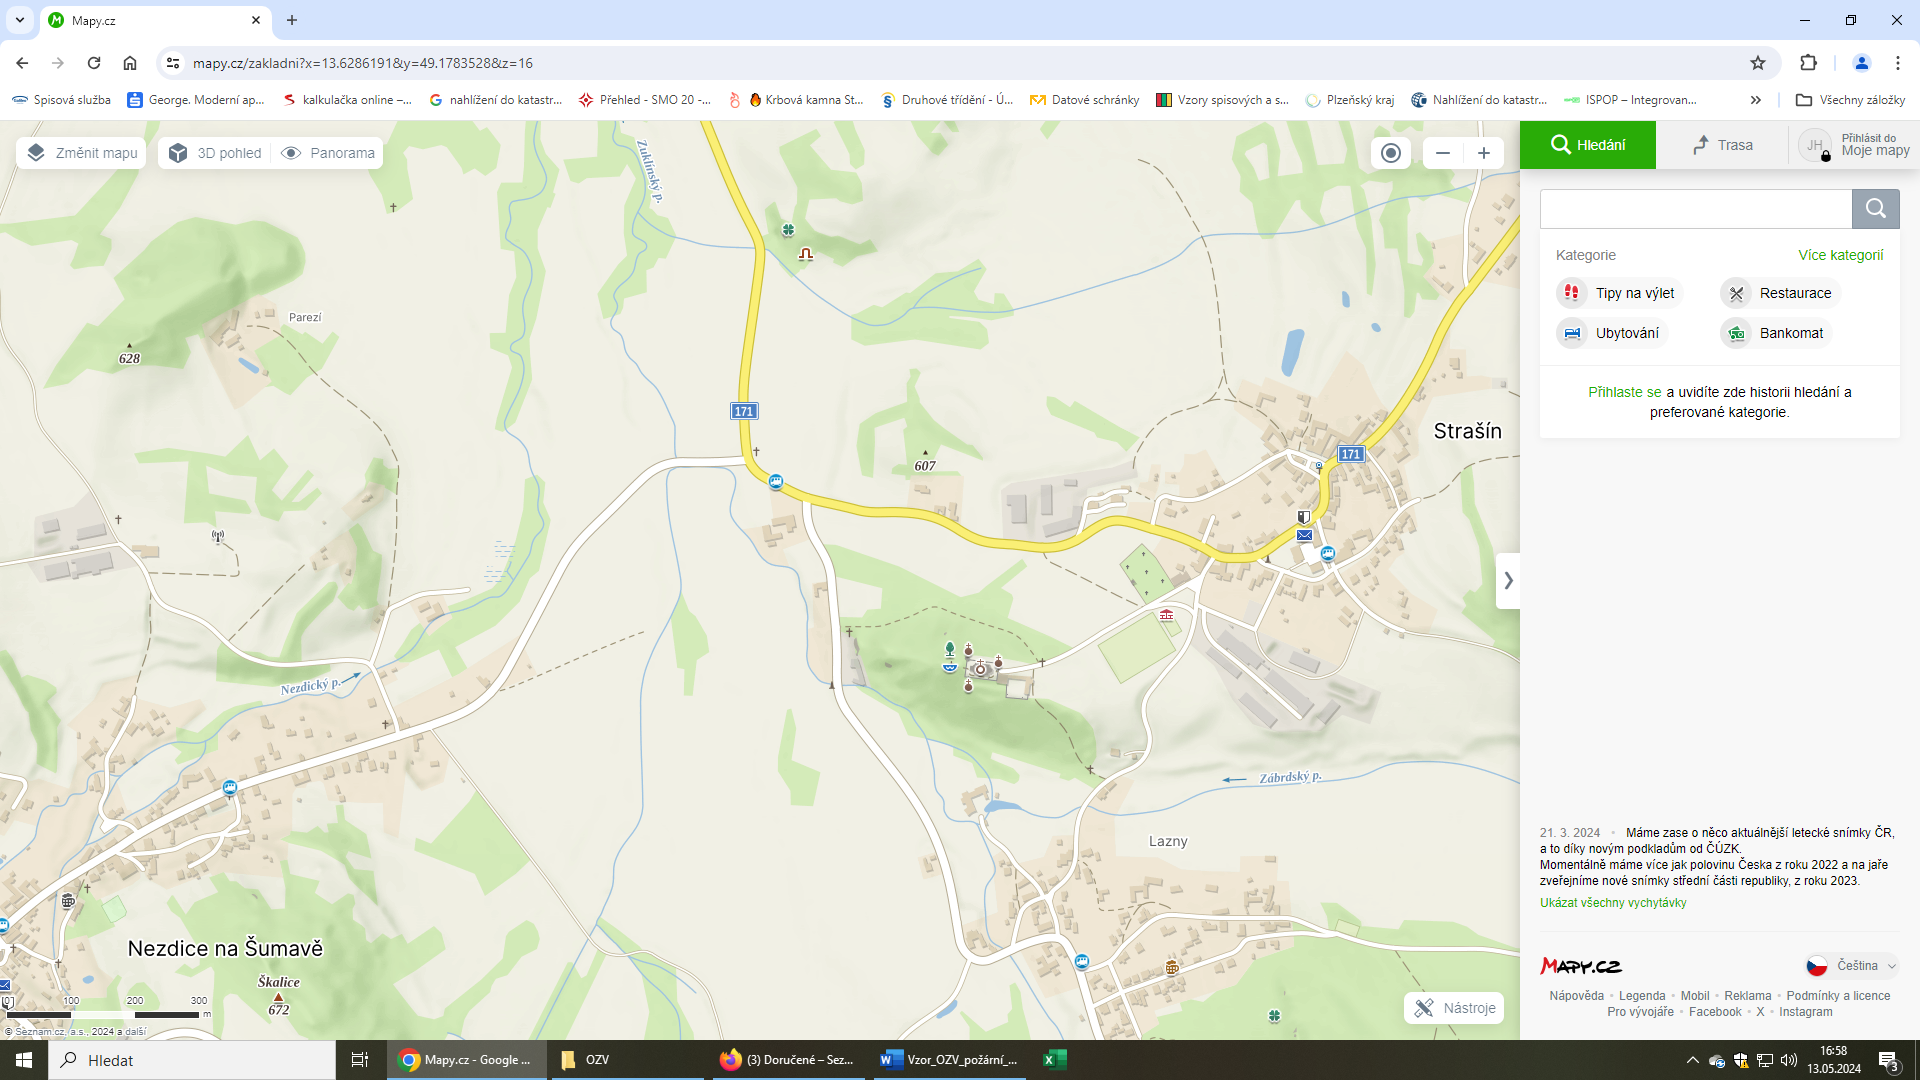 Mapy.cz
mapy.cz/zakladni?x=13.6286191&y=49.1783528&z=16
Spisová služba
George. Moderní ap...
kalkulačka online –...
nahlížení do katastr...
Přehled - SMO 20 -...
Krbová kamna St...
Druhové třídění - Ú...
Datové schránky
Vzory spisových a s...
Plzeňský kraj
Nahlížení do katastr...
ISPOP – Integrovan...
Všechny záložky
Změnit mapu
3D pohled
Panorama
Hledání
Trasa
JH
Přihlásit do
Moje mapy
Kategorie
Více kategorií
Tipy na výlet
Restaurace
Ubytování
Bankomat
Přihlaste se a uvidíte zde historii hledání a
preferované kategorie.
Zuklínský p.
Parezí
628
171
607
Strašín
171
Nezdický p.
Zábrdský p.
Lazny
Nezdice na Šumavě
Škalice
672
0 100 200 300
m
© Seznam.cz, a.s., 2024 a další
Nástroje
21. 3. 2024 • Máme zase o něco aktuálnější letecké snímky ČR,
a to díky novým podkladům od ČÚZK.
Momentálně máme více jak polovinu Česka z roku 2022 a na jaře
zveřejníme nové snímky střední části republiky, z roku 2023.
Ukázat všechny vychytávky
Mapy.cz
Čeština
Nápověda • Legenda • Mobil • Reklama • Podmínky a licence
Pro vývojáře • Facebook • X • Instagram
Hledat
Mapy.cz - Google ...
OZV
(3) Doručené – Sez...
Vzor_OZV_požární_...
16:58
13.05.2024
3